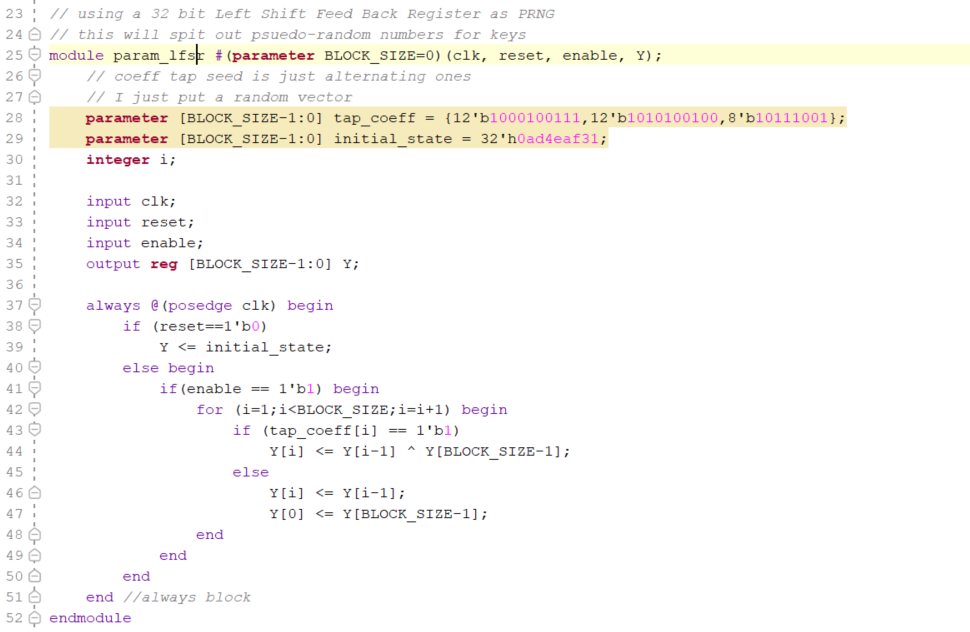 23 // using a 32 bit Left Shift Feed Back Register as PRNG
24 // this will spit out psuedo-random numbers for keys
25 module param_lfsr #(parameter BLOCK_SIZE=0)(clk, reset, enable, Y);
26     // coeff tap seed is just alternating ones
27     // I just put a random vector
28     parameter [BLOCK_SIZE-1:0] tap_coeff = {12'b1000100111,12'b1010100100,8'b10111001};
29     parameter [BLOCK_SIZE-1:0] initial_state = 32'h0ad4eaf31;
30     integer i;
31
32     input clk;
33     input reset;
34     input enable;
35     output reg [BLOCK_SIZE-1:0] Y;
36
37     always @(posedge clk) begin
38         if (reset==1'b0)
39             Y <= initial_state;
40         else begin
41             if(enable == 1'b1) begin
42                 for (i=1;i<BLOCK_SIZE;i=i+1) begin
43                     if (tap_coeff[i] == 1'b1)
44                         Y[i] <= Y[i-1] ^ Y[BLOCK_SIZE-1];
45                     else
46                         Y[i] <= Y[i-1];
47                         Y[0] <= Y[BLOCK_SIZE-1];
48                 end
49             end
50         end
51     end //always block
52 endmodule